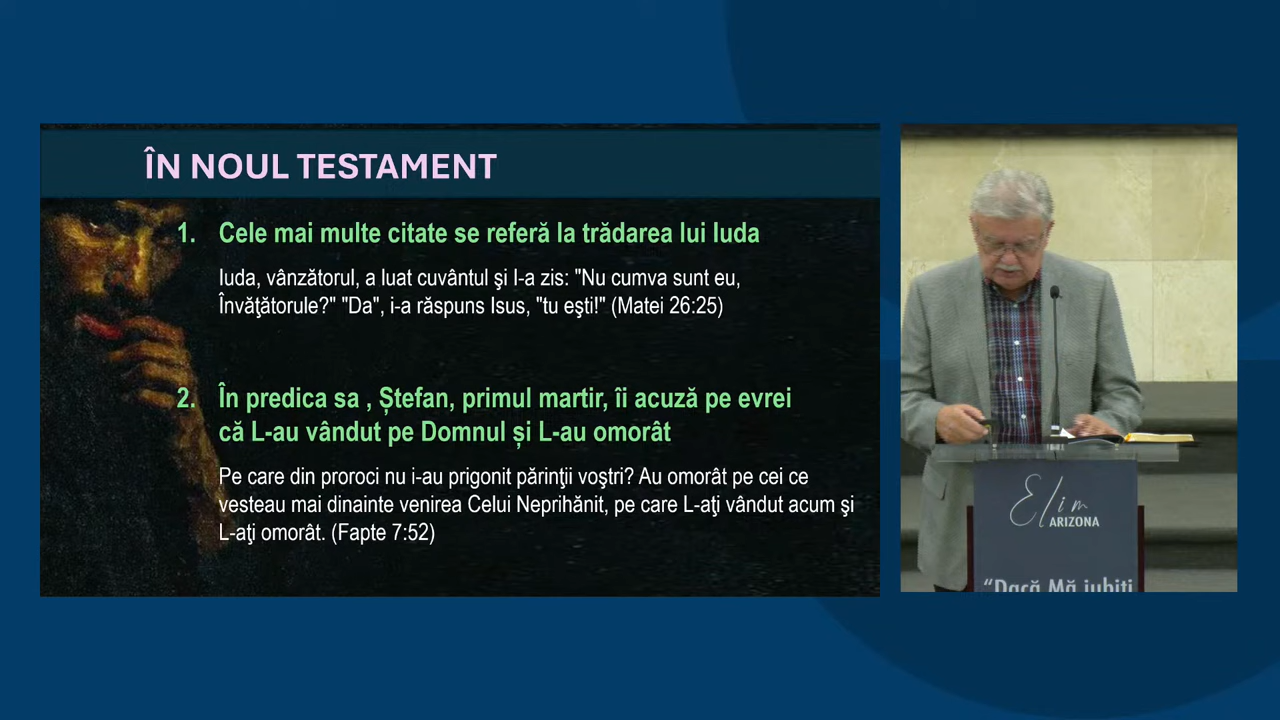 ÎN NOUL TESTAMENT
1. Cele mai multe citate se referă la trădarea lui Iuda
Iuda, vânzătorul, a luat cuvântul şi I-a zis: "Nu cumva sunt eu,
Învăţătorule?" "Da", i-a răspuns Isus, "tu eşti!" (Matei 26:25)
2. În predica sa , Ștefan, primul martir, îi acuză pe evrei
că L-au vândut pe Domnul și L-au omorât
Pe care din proroci nu i-au prigonit părinţii voştri? Au omorât pe cei ce
vesteau mai dinainte venirea Celui Neprihănit, pe care L-aţi vândut acum şi
L-aţi omorât. (Fapte 7:52)
Elim
ARIZONA
“Dacă Mă iubiți